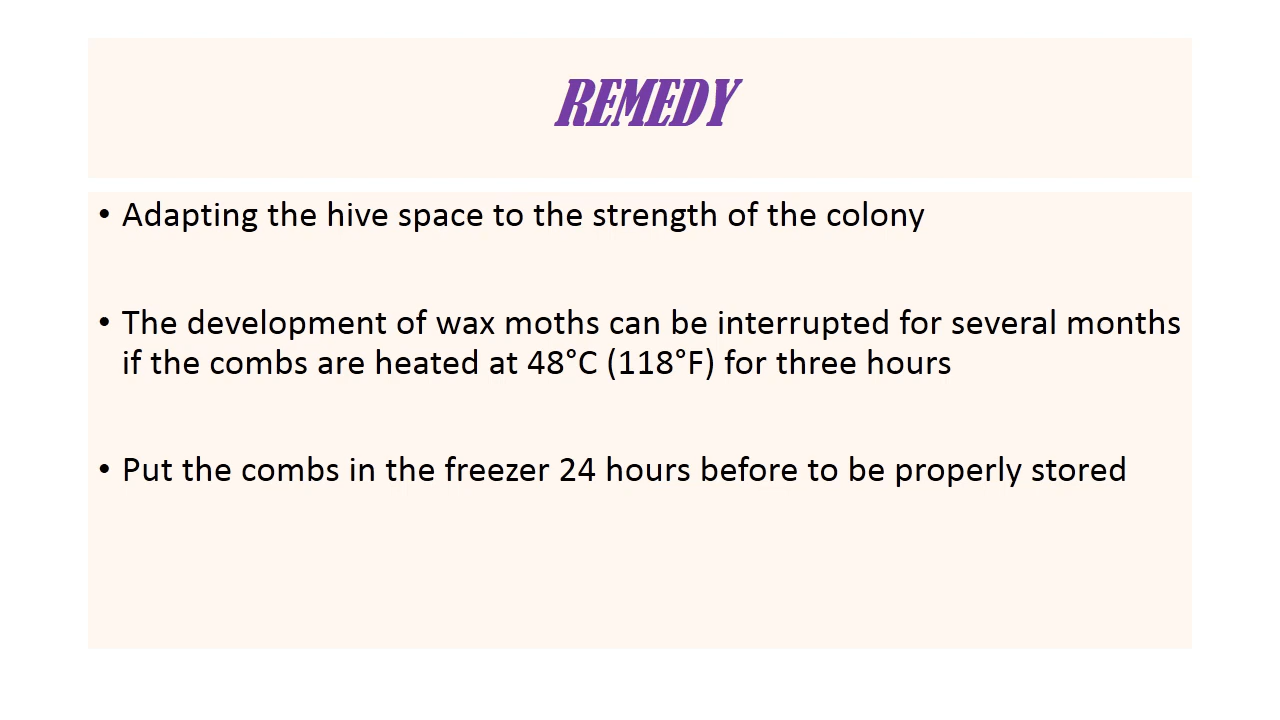 REMEDY
• Adapting the hive space to the strength of the colony
• The development of wax moths can be interrupted for several months
if the combs are heated at 48°C (118°F) for three hours
• Put the combs in the freezer 24 hours before to be properly stored